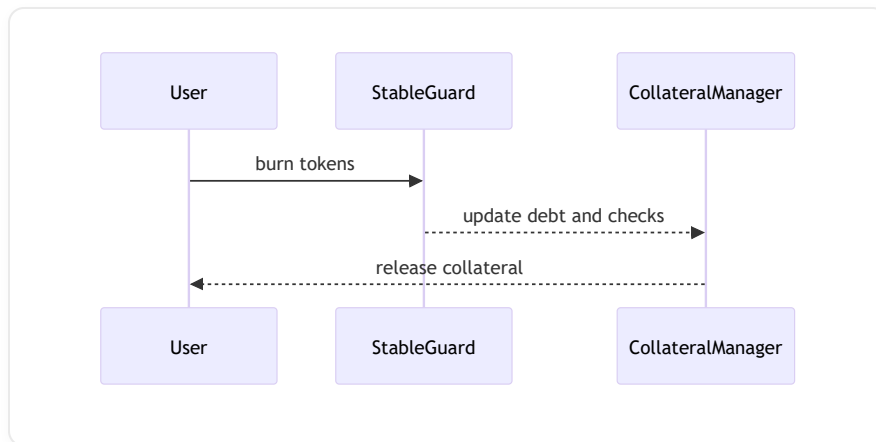 User
StableGuard
CollateralManager
burn tokens
update debt and checks
release collateral
User
StableGuard
CollateralManager